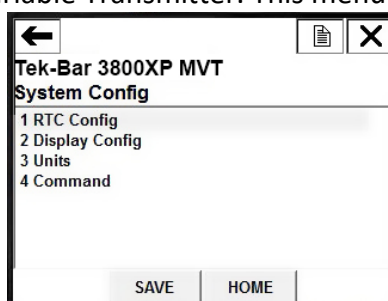 Transmitter. This menu
Tek-Bar 3800XP MVT
System Config
1 RTC Config
2 Display Config
3 Units
4 Command
SAVE HOME